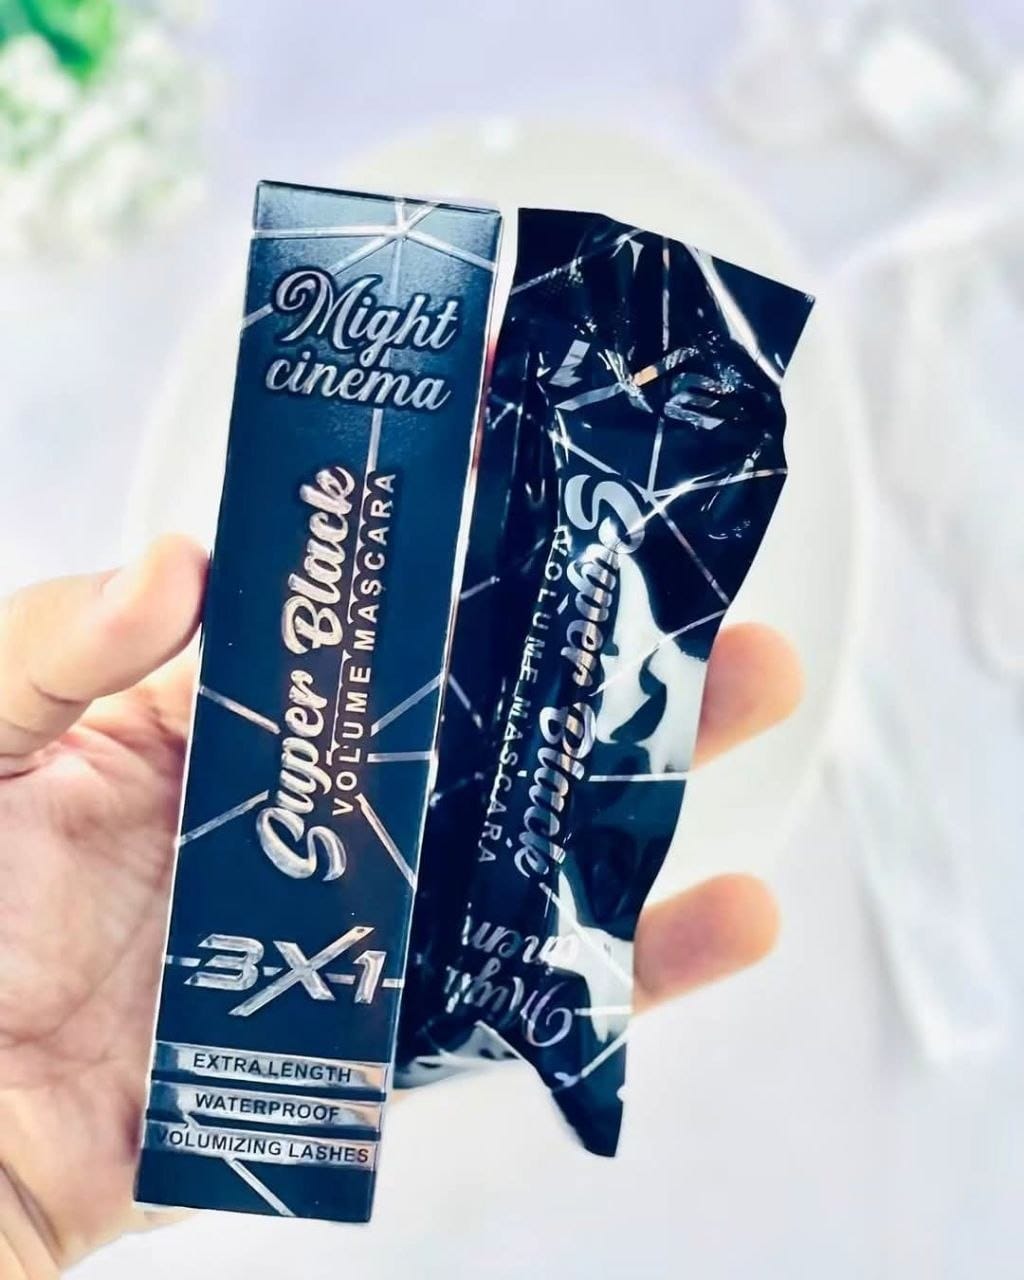 Might
cinema
Super Black
VOLUME MASCARA
3X1
EXTRA LENGTH
WATERPROOF
VOLUMIZING LASHES
Super Black
VOLUME MASCARA